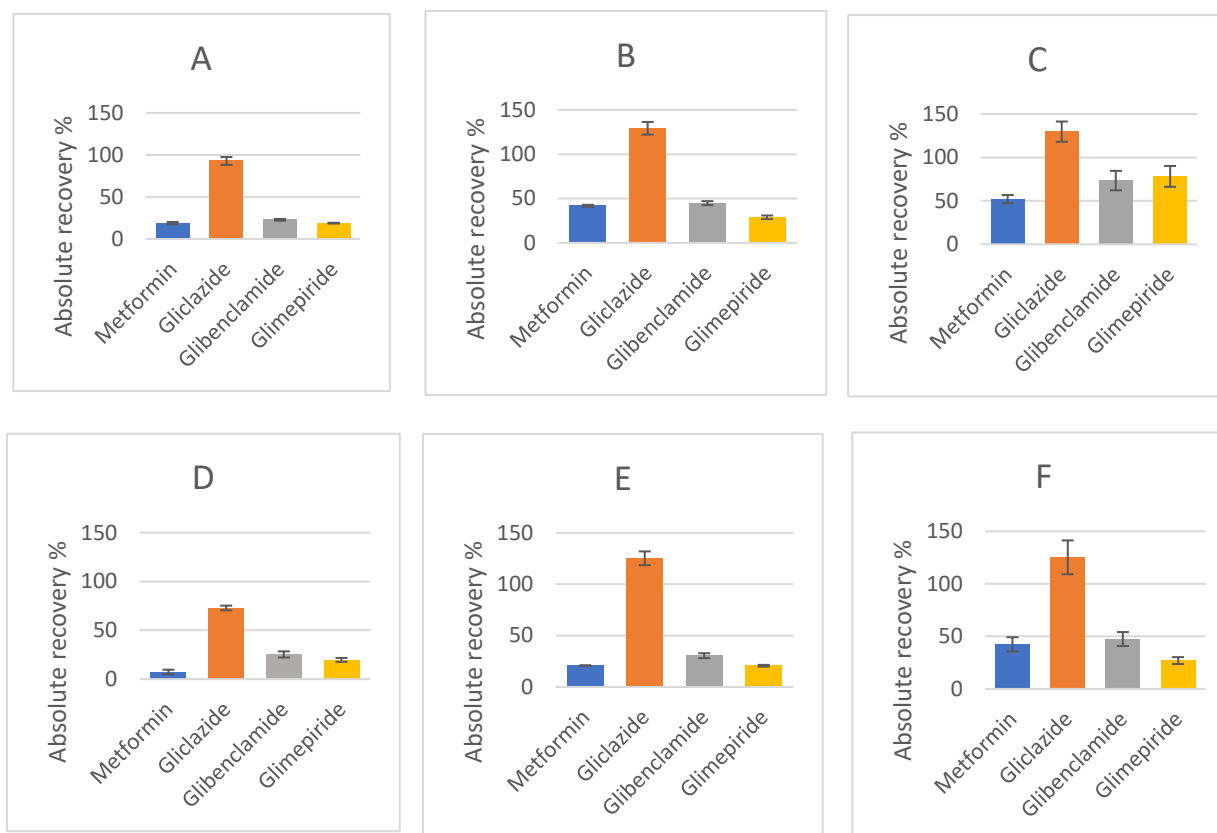 A
Absolute recovery %
150
100
50
0
Metformin
Gliclazide
Glibenclamide
Glimepiride
B
Absolute recovery %
150
100
50
0
Metformin
Gliclazide
Glibenclamide
Glimepiride
C
Absolute recovery %
150
100
50
0
Metformin
Gliclazide
Glibenclamide
Glimepiride
D
Absolute recovery %
150
100
50
0
Metformin
Gliclazide
Glibenclamide
Glimepiride
E
Absolute recovery %
150
100
50
0
Metformin
Gliclazide
Glibenclamide
Glimepiride
F
Absolute recovery %
150
100
50
0
Metformin
Gliclazide
Glibenclamide
Glimepiride